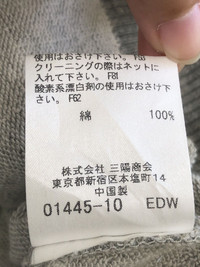 使用はおさけ下さい。F53
クリーニングの際はネットに
入れて下さい。F81
酸素系漂白剤の使用はおさけ
下さい。F62
綿 100%
株式会社 三陽商会
東京都新宿区本塩町14
中国製
01445-10 EDW